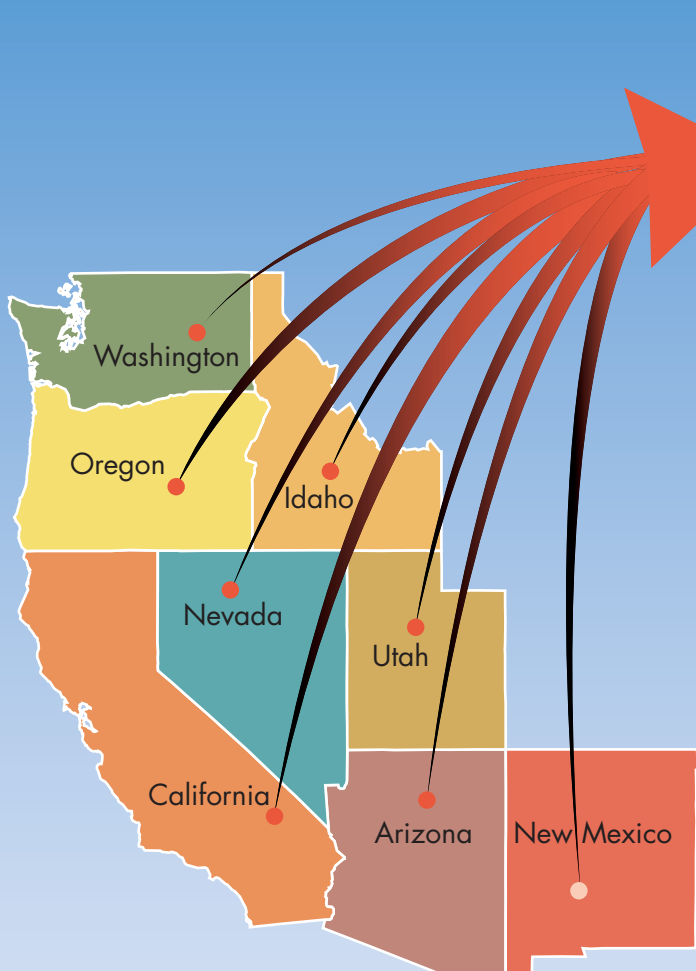 Washington
Oregon
Idaho
Nevada
Utah
California
Arizona
New Mexico